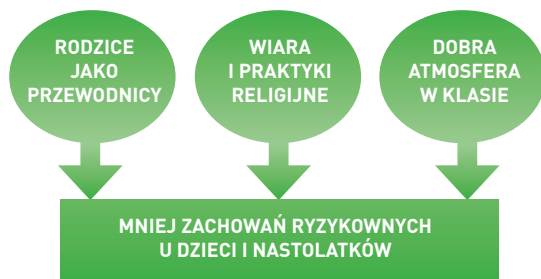 RODZICE
JAKO
PRZEWODNICY
WIARA
I PRAKTYKI
RELIGIJNE
DOBRA
ATMOSFERA
W KLASIE
MNIEJ ZACHOWAŃ RYZYKOWNYCH
U DZIECI I NASTOLATKÓW